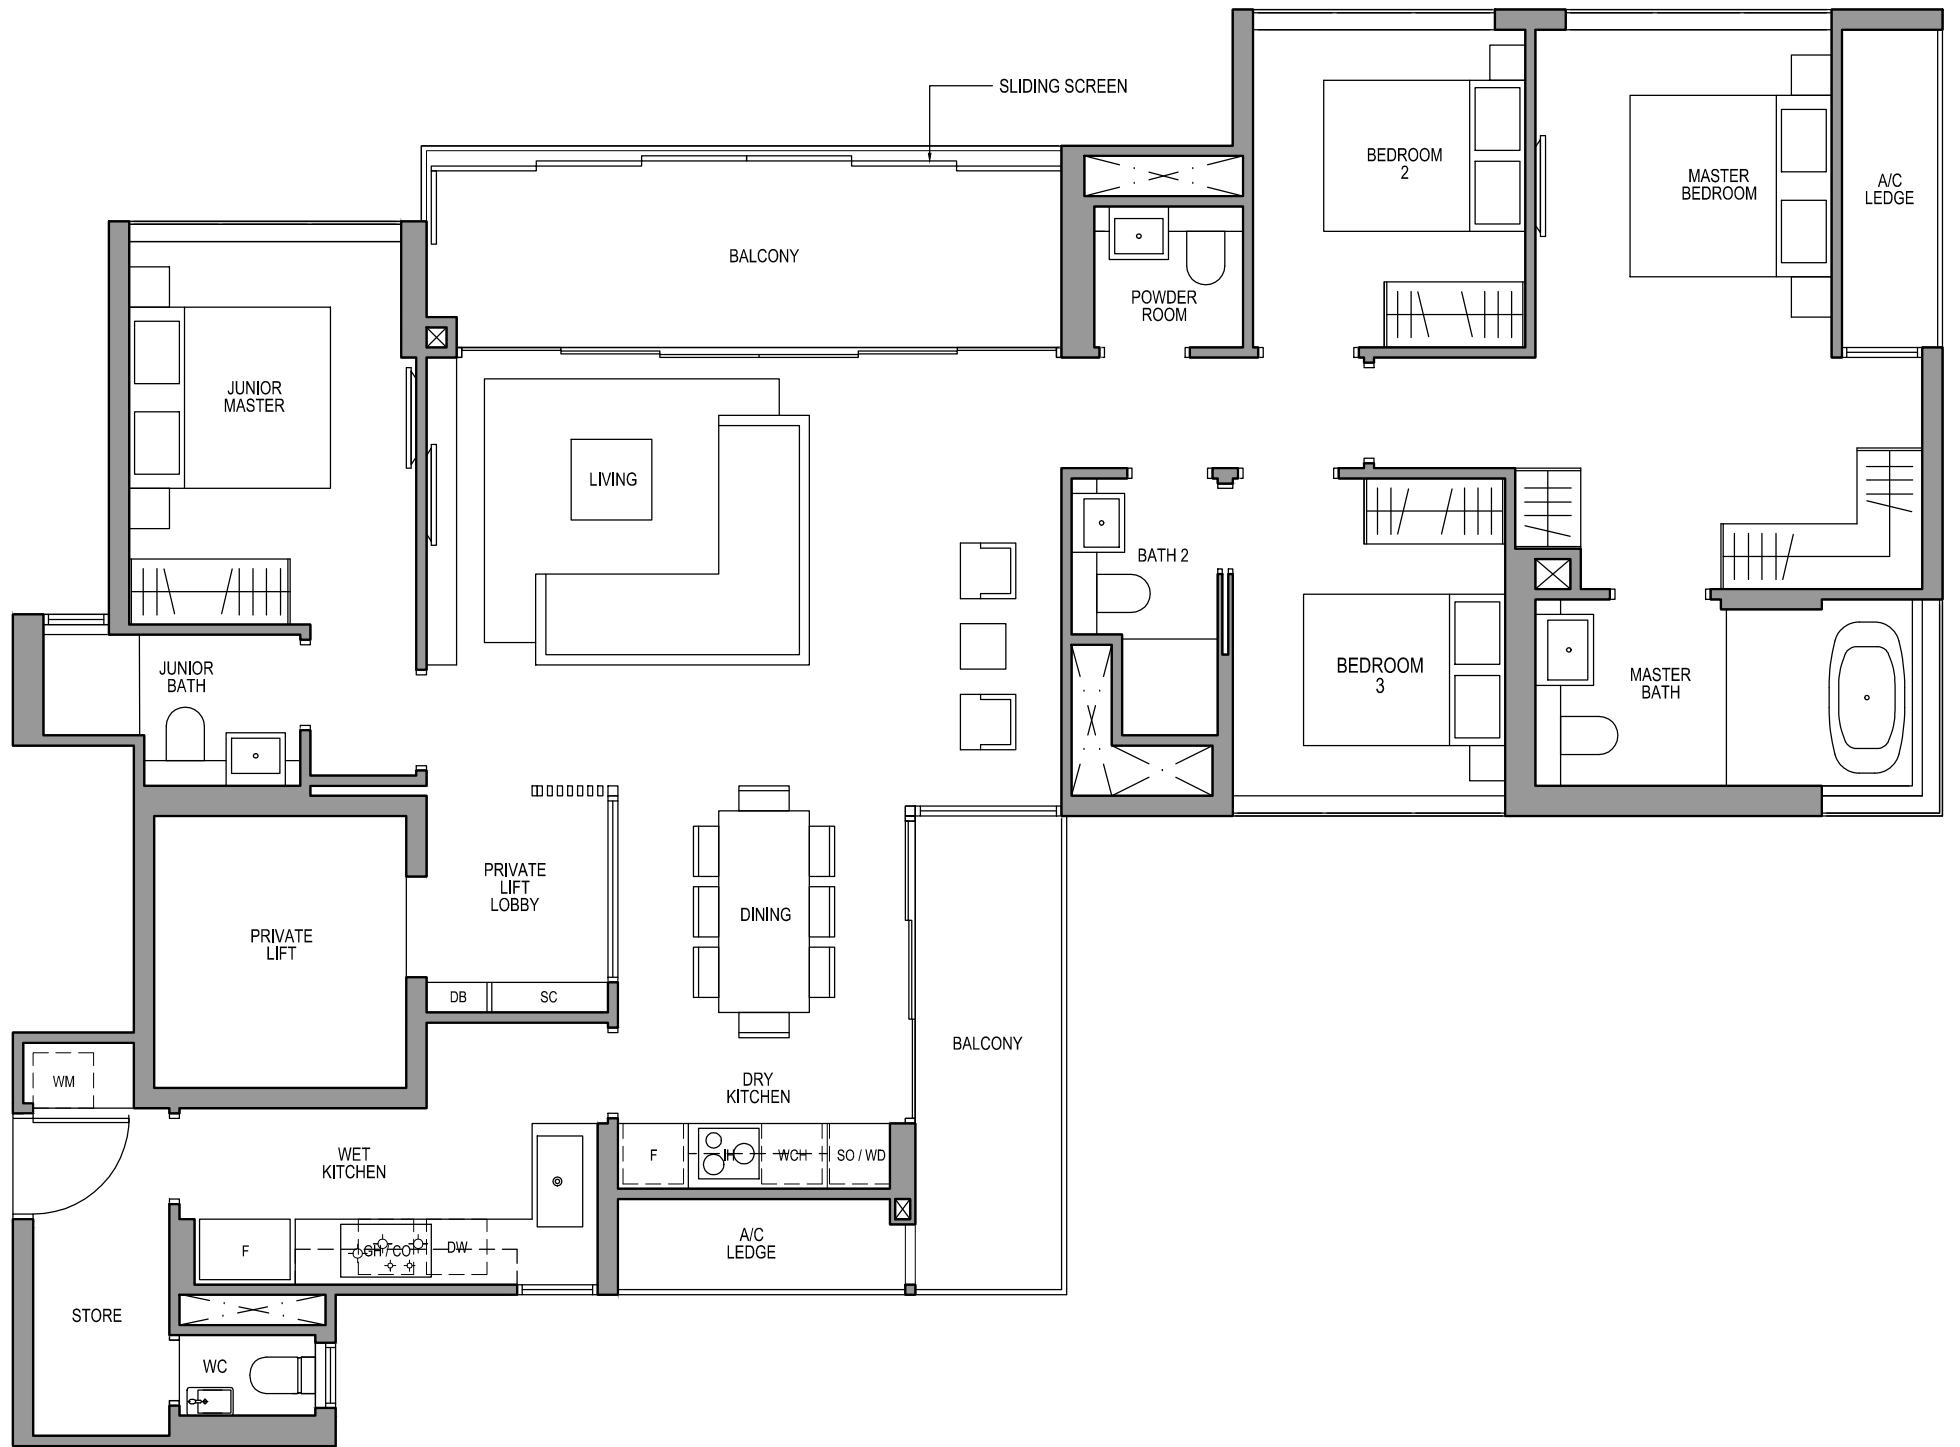 SLIDING SCREEN
BEDROOM
2
MASTER
BEDROOM
A/C
LEDGE
BALCONY
POWDER
ROOM
JUNIOR
MASTER
LIVING
BATH 2
JUNIOR
BATH
BEDROOM
3
MASTER
BATH
PRIVATE
LIFT
LOBBY
DINING
PRIVATE
LIFT
DB
SC
BALCONY
WM
DRY
KITCHEN
WET
KITCHEN
F
IH
WCH
SO / WD
A/C
LEDGE
F
GH / CO
DW
STORE
WC